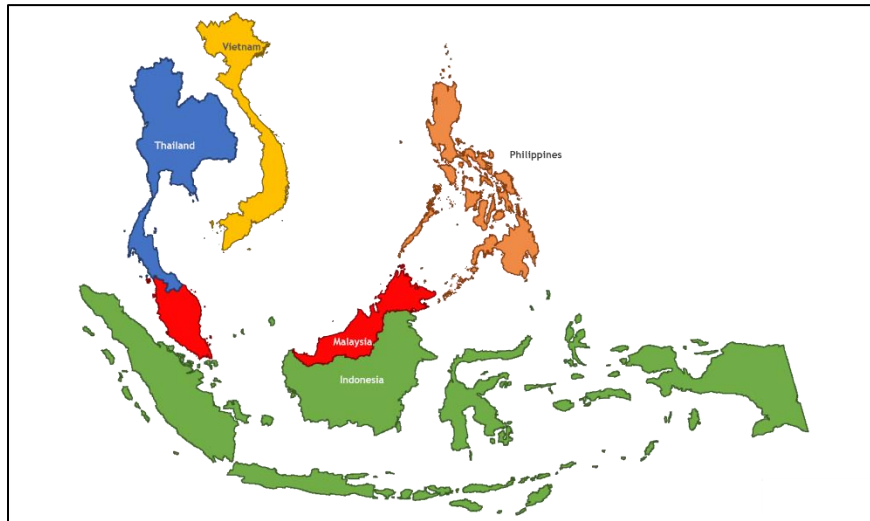 Vietnam
Thailand
Philippines
Malaysia
Indonesia